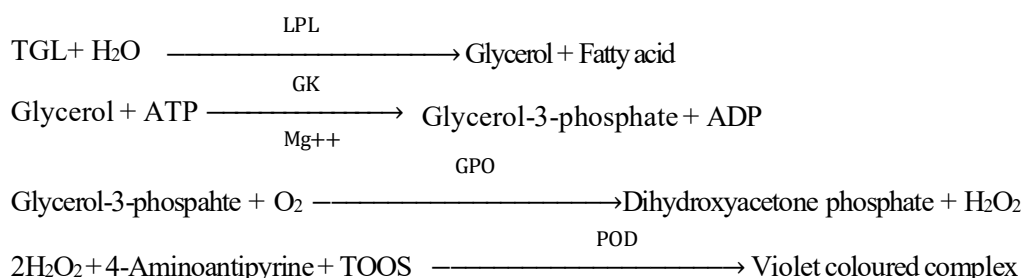 LPL
TGL+ H₂O ⟶ Glycerol + Fatty acid
GK
Glycerol + ATP ⟶ Glycerol-3-phosphate + ADP
Mg++
GPO
Glycerol-3-phospahte + O₂ ⟶ Dihydroxyacetone phosphate + H₂O₂
POD
2H₂O₂ + 4-Aminoantipyrine + TOOS ⟶ Violet coloured complex